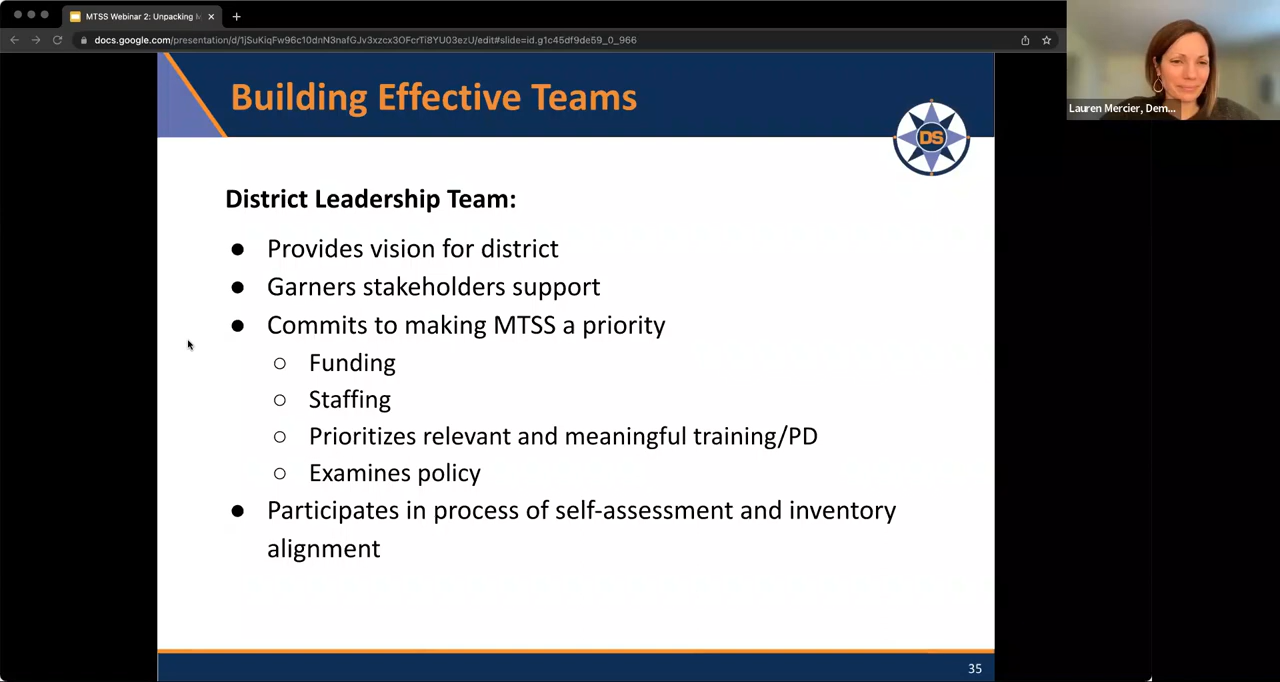 MTSS Webinar 2: Unpacking M
docs.google.com/presentation/d/1jSuKiqFw96c10dnN3nafGJv3xzcx3OFcrTi8YU03ezU/edit#slide=id.g1c45df9de59_0_966
Lauren Mercier, Dem...
Building Effective Teams
DS
District Leadership Team:
● Provides vision for district
● Garners stakeholders support
● Commits to making MTSS a priority
○ Funding
○ Staffing
○ Prioritizes relevant and meaningful training/PD
○ Examines policy
● Participates in process of self-assessment and inventory
alignment
35